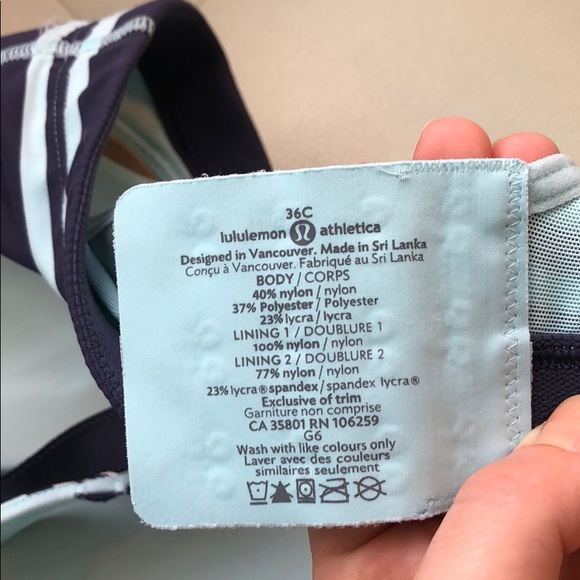 36C
lululemon athletica
Designed in Vancouver. Made in Sri Lanka
Conçu à Vancouver. Fabriqué au Sri Lanka
BODY / CORPS
40% nylon / nylon
37% Polyester / Polyester
23% lycra / lycra
LINING 1 / DOUBLURE 1
100% nylon / nylon
LINING 2 / DOUBLURE 2
77% nylon / nylon
23% lycra® spandex / spandex lycra®
Exclusive of trim
Garniture non comprise
CA 35801 RN 106259
G6
Wash with like colours only
Laver avec des couleurs
similaires seulement